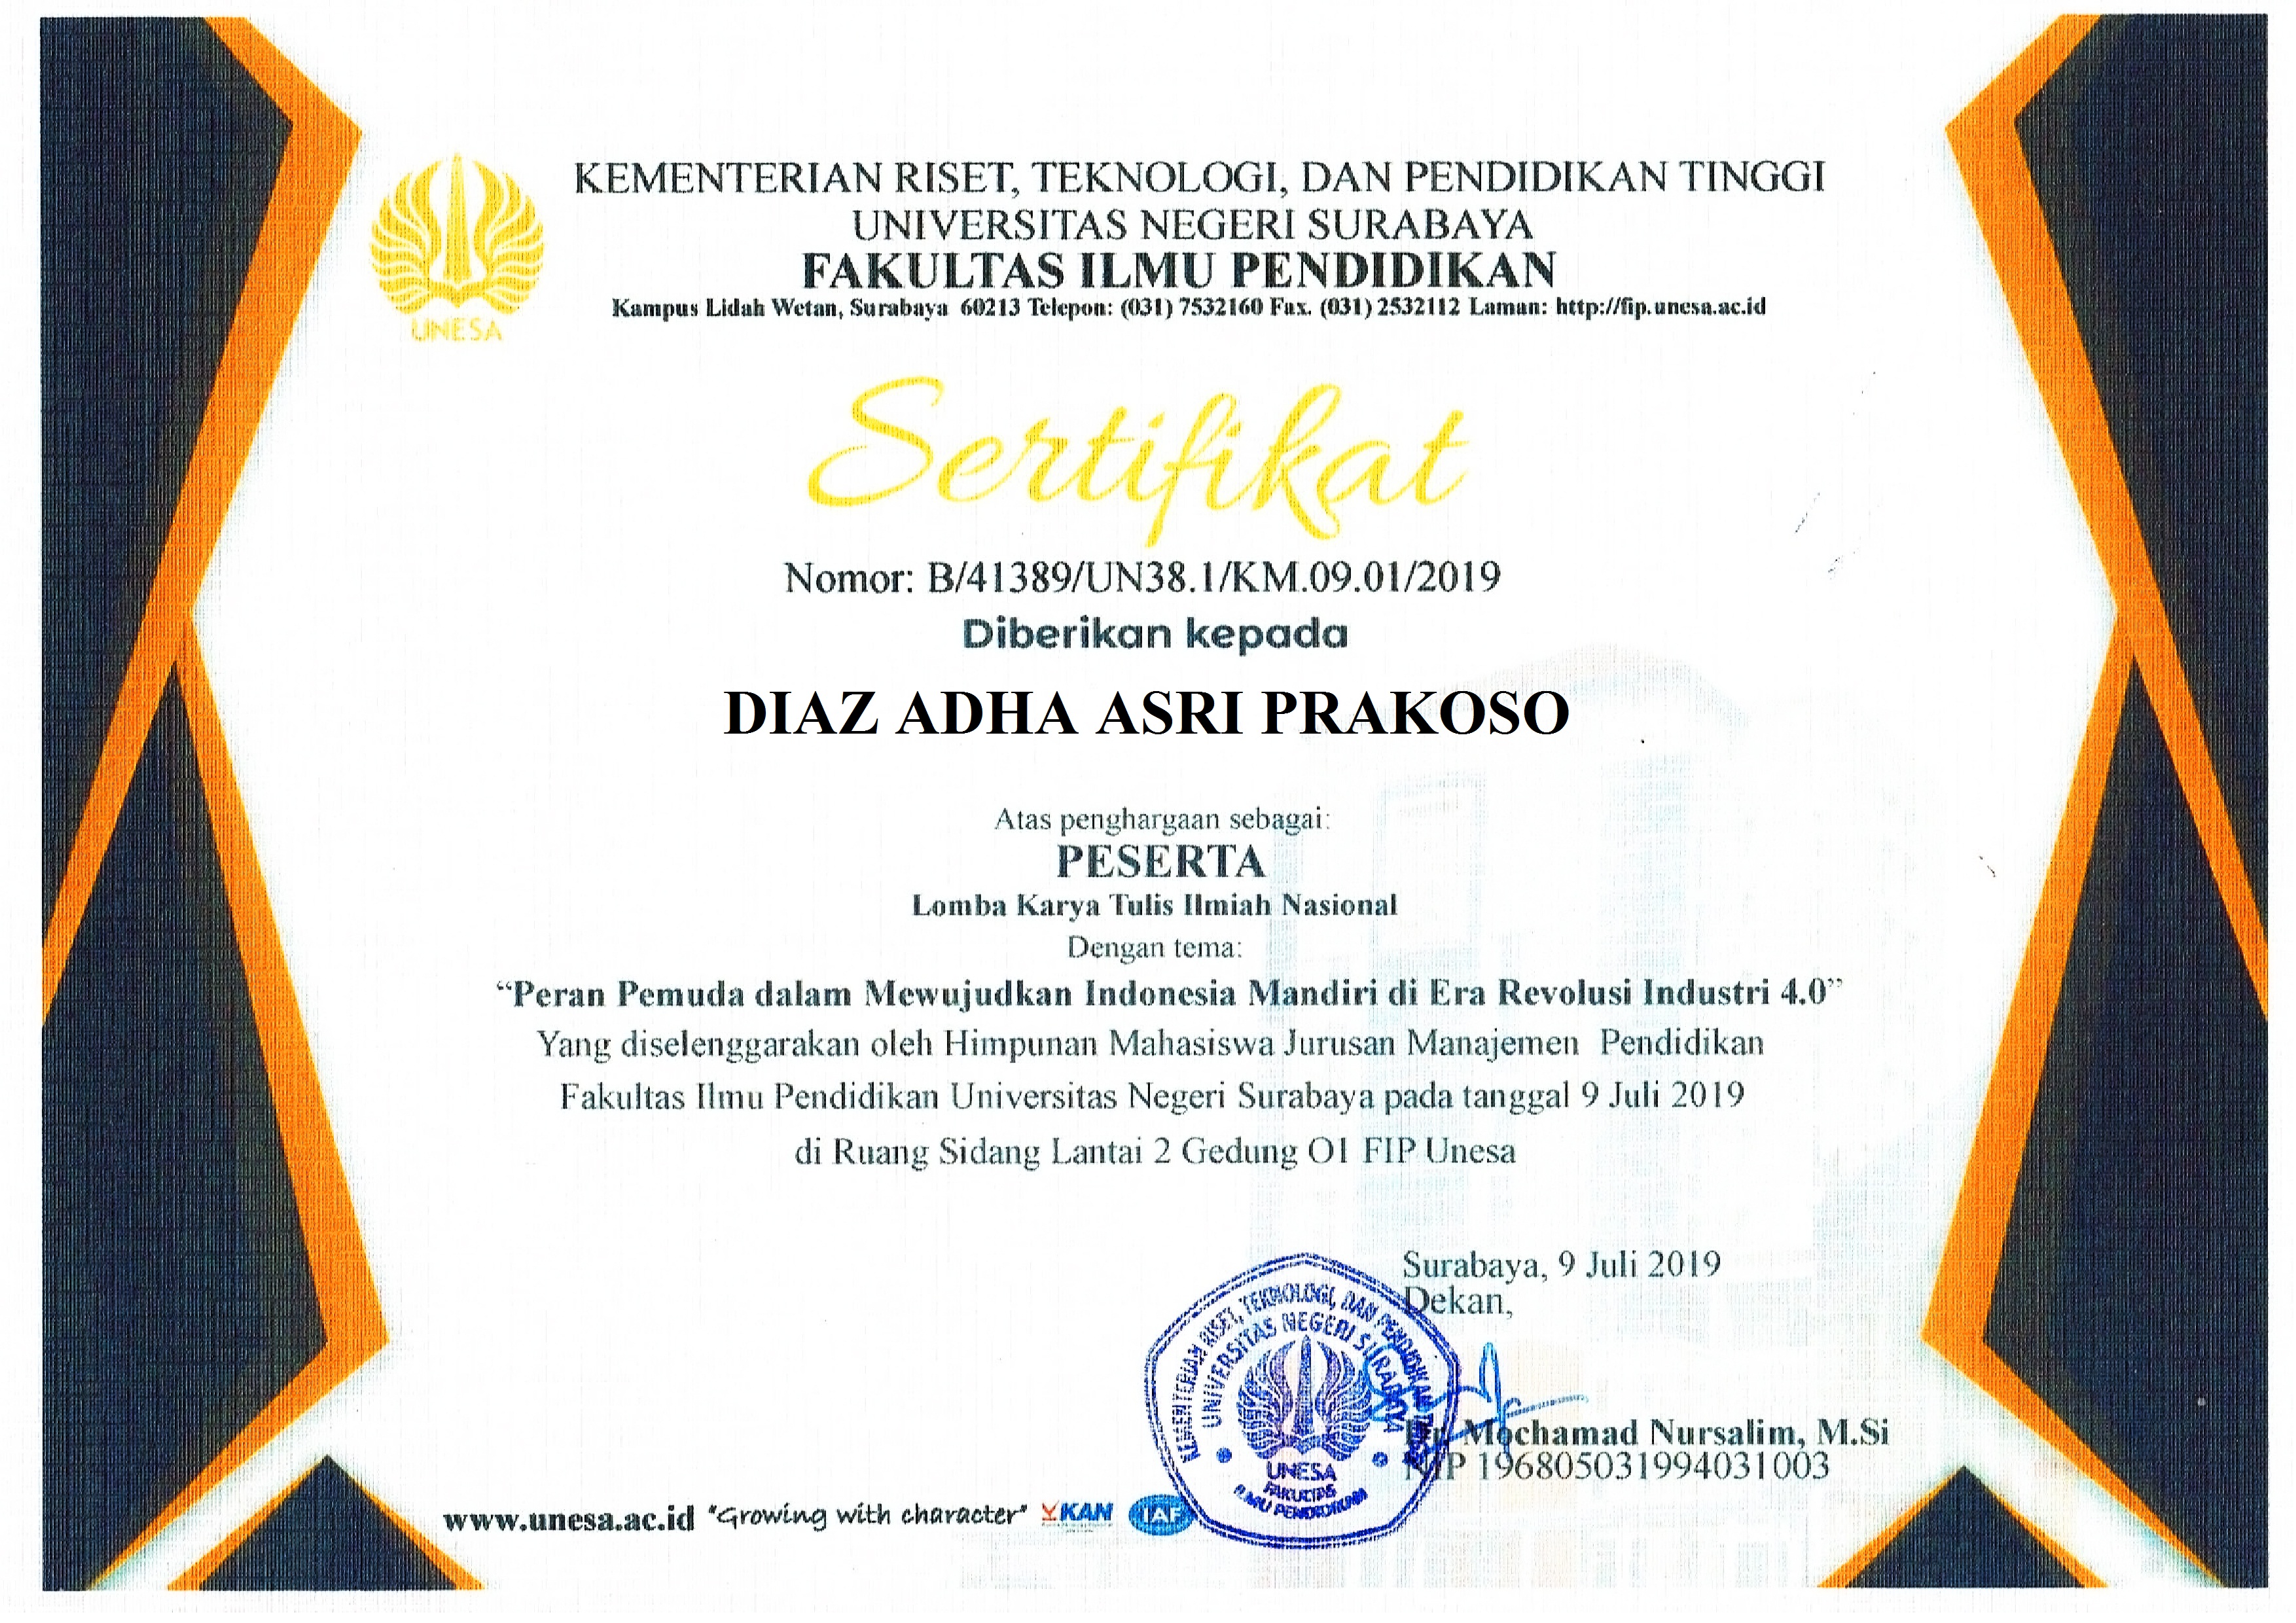 KEMENTERIAN RISET, TEKNOLOGI, DAN PENDIDIKAN TINGGI
UNIVERSITAS NEGERI SURABAYA
FAKULTAS ILMU PENDIDIKAN
Kampus Lidah Wetan, Surabaya 60213 Telepon: (031) 7532160 Fax. (031) 2532112 Laman: http://fip.unesa.ac.id
UNESA
Sertifikat
Nomor: B/41389/UN38.1/KM.09.01/2019
Diberikan kepada
DIAZ ADHA ASRI PRAKOSO
Atas penghargaan sebagai:
PESERTA
Lomba Karya Tulis Ilmiah Nasional
Dengan tema:
“Peran Pemuda dalam Mewujudkan Indonesia Mandiri di Era Revolusi Industri 4.0”
Yang diselenggarakan oleh Himpunan Mahasiswa Jurusan Manajemen Pendidikan
Fakultas Ilmu Pendidikan Universitas Negeri Surabaya pada tanggal 9 Juli 2019
di Ruang Sidang Lantai 2 Gedung O1 FIP Unesa
Surabaya, 9 Juli 2019
Dekan,
KEMENTERIAN RISET, TEKNOLOGI, DAN PENDIDIKAN
UNIVERSITAS NEGERI SURABAYA
UNESA
FAKULTAS
ILMU PENDIDIKAN
Dr. Mochamad Nursalim, M.Si
NIP 196805031994031003
www.unesa.ac.id "Growing with character" KAN IAF